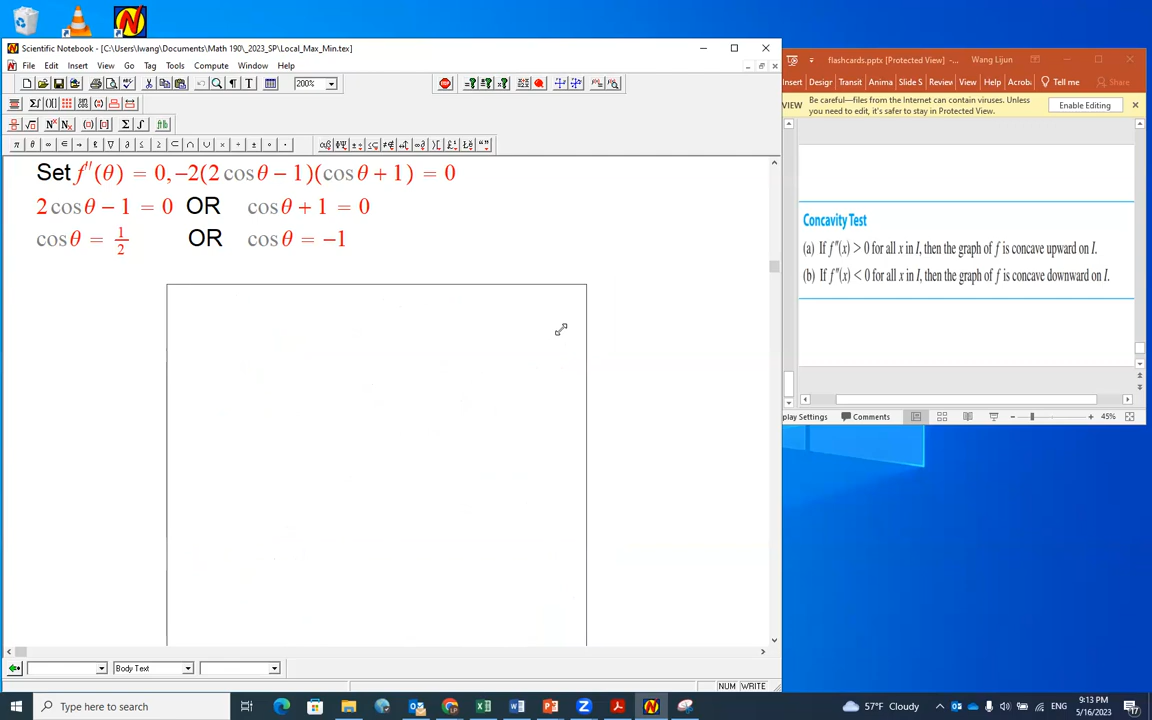 Scientific Notebook - [C:\Users\lwang\Documents\Math 190\_2023_SP\Local_Max_Min.tex]
File Edit Insert View Go Tag Tools Compute Window Help
200%
Set f''(θ) = 0, −2(2 cos θ − 1)(cos θ + 1) = 0
2 cos θ − 1 = 0 OR cos θ + 1 = 0
cos θ = 1/2 OR cos θ = −1
Body Text
NUM WRITE
flashcards.pptx [Protected View] -... Wang Lijun
Insert Desigr Transit Anima Slide S Review View Help Acrob Tell me Share
VIEW Be careful—files from the Internet can contain viruses. Unless you need to edit, it's safer to stay in Protected View. Enable Editing
Concavity Test
(a) If f''(x) > 0 for all x in I, then the graph of f is concave upward on I.
(b) If f''(x) < 0 for all x in I, then the graph of f is concave downward on I.
play Settings Comments 45%
Type here to search
57°F Cloudy ENG 9:13 PM
5/16/2023 17